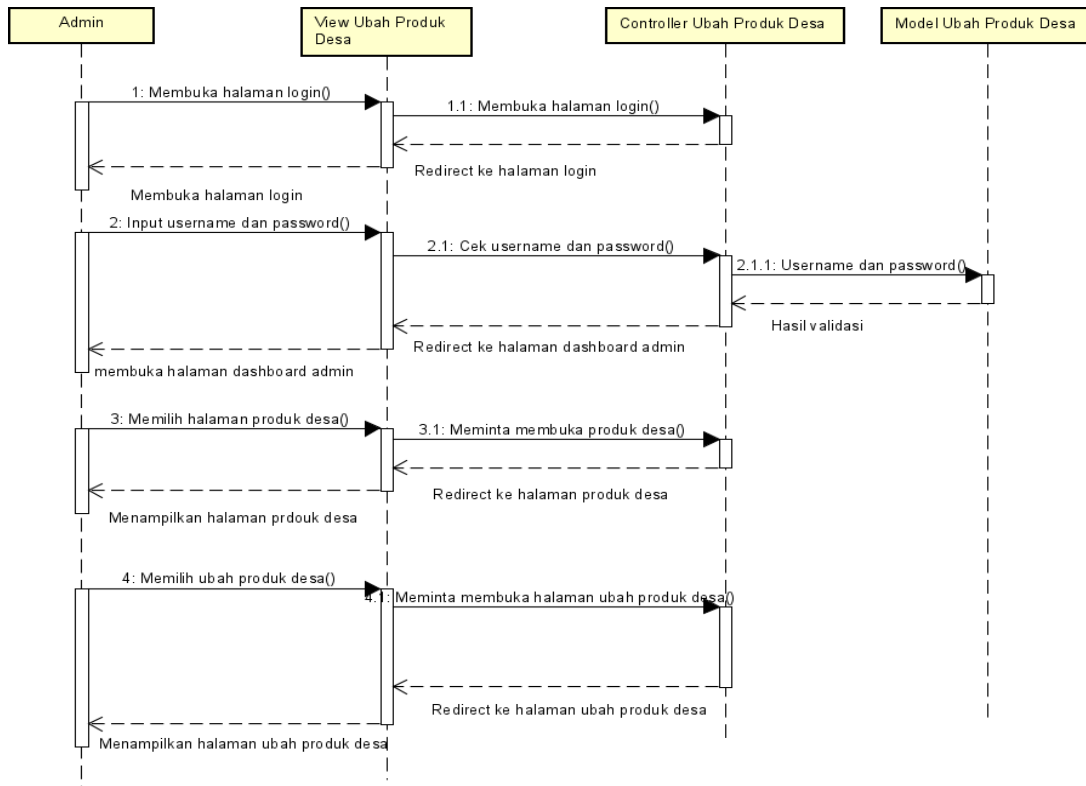 Admin
View Ubah Produk
Desa
Controller Ubah Produk Desa
Model Ubah Produk Desa
1: Membuka halaman login()
1.1: Membuka halaman login()
Redirect ke halaman login
Membuka halaman login
2: Input username dan password()
2.1: Cek username dan password()
2.1.1: Username dan password()
Hasil validasi
Redirect ke halaman dashboard admin
membuka halaman dashboard admin
3: Memilih halaman produk desa()
3.1: Meminta membuka produk desa()
Redirect ke halaman produk desa
Menampilkan halaman prdouk desa
4: Memilih ubah produk desa()
4.1: Meminta membuka halaman ubah produk desa()
Redirect ke halaman ubah produk desa
Menampilkan halaman ubah produk desa